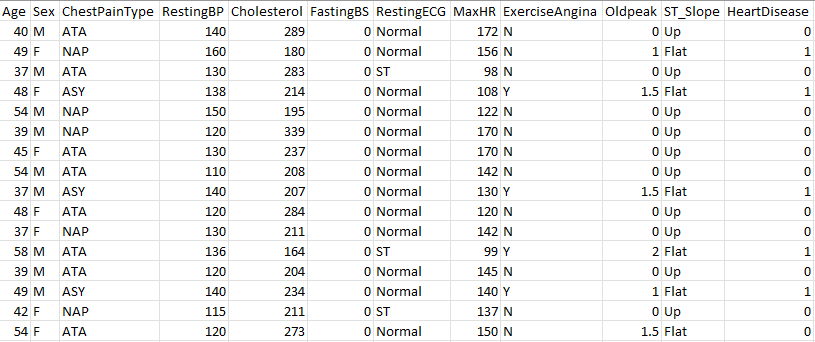 Age Sex ChestPainType RestingBP Cholesterol FastingBS RestingECG MaxHR ExerciseAngina Oldpeak ST_Slope HeartDisease
40 M ATA 140 289 0 Normal 172 N 0 Up 0
49 F NAP 160 180 0 Normal 156 N 1 Flat 1
37 M ATA 130 283 0 ST 98 N 0 Up 0
48 F ASY 138 214 0 Normal 108 Y 1.5 Flat 1
54 M NAP 150 195 0 Normal 122 N 0 Up 0
39 M NAP 120 339 0 Normal 170 N 0 Up 0
45 F ATA 130 237 0 Normal 170 N 0 Up 0
54 M ATA 110 208 0 Normal 142 N 0 Up 0
37 M ASY 140 207 0 Normal 130 Y 1.5 Flat 1
48 F ATA 120 284 0 Normal 120 N 0 Up 0
37 F NAP 130 211 0 Normal 142 N 0 Up 0
58 M ATA 136 164 0 ST 99 Y 2 Flat 1
39 M ATA 120 204 0 Normal 145 N 0 Up 0
49 M ASY 140 234 0 Normal 140 Y 1 Flat 1
42 F NAP 115 211 0 ST 137 N 0 Up 0
54 F ATA 120 273 0 Normal 150 N 1.5 Flat 0